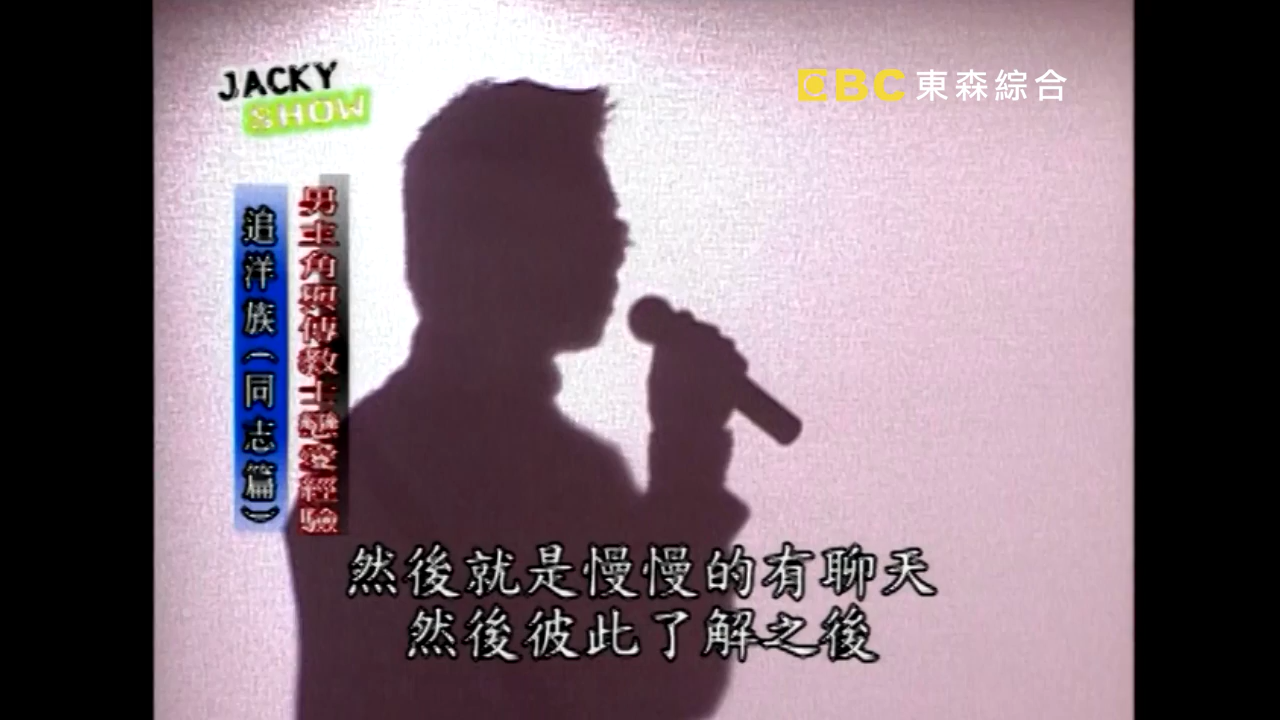 JACKY
SHOW
EBC 東森綜合
男主角與傳教士戀愛經驗
追洋族(同志篇)
然後就是慢慢的有聊天
然後彼此了解之後